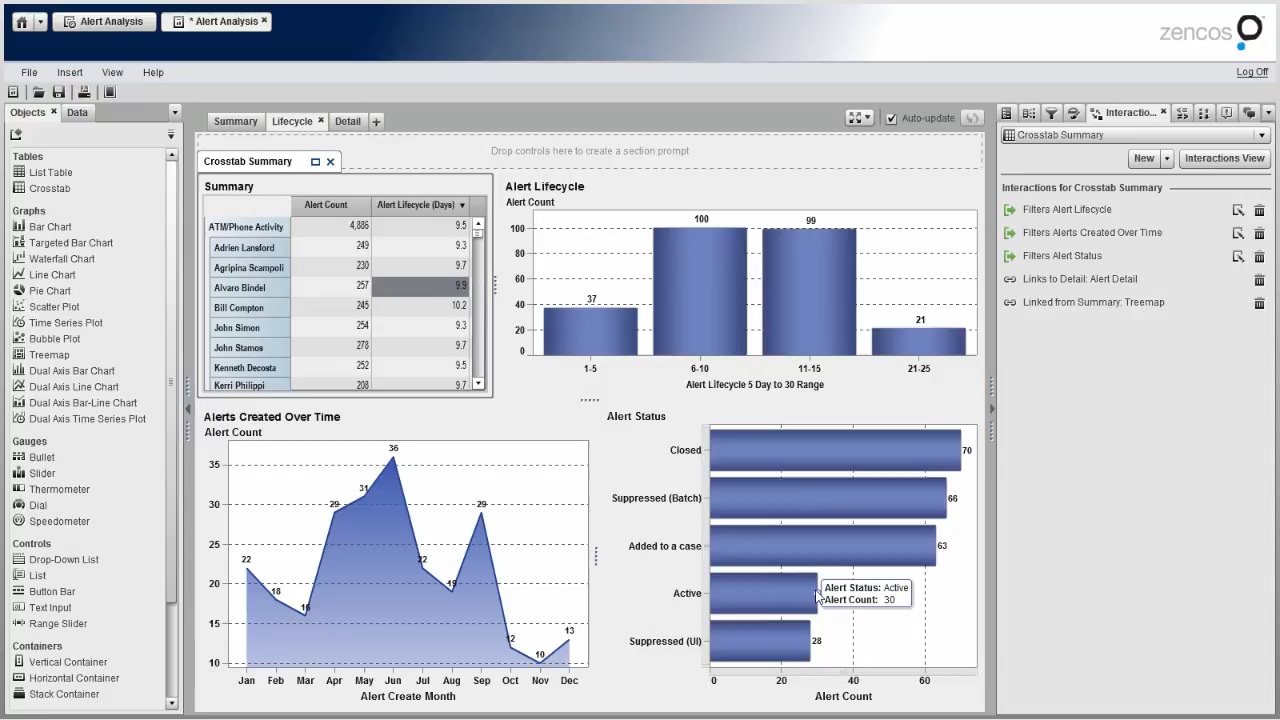 Alert Analysis
* Alert Analysis
zencos
File Insert View Help
Log Off
Objects Data
Tables
List Table
Crosstab
Graphs
Bar Chart
Targeted Bar Chart
Waterfall Chart
Line Chart
Pie Chart
Scatter Plot
Time Series Plot
Bubble Plot
Treemap
Dual Axis Bar Chart
Dual Axis Line Chart
Dual Axis Bar-Line Chart
Dual Axis Time Series Plot
Gauges
Bullet
Slider
Thermometer
Dial
Speedometer
Controls
Drop-Down List
List
Button Bar
Text Input
Range Slider
Containers
Vertical Container
Horizontal Container
Stack Container
Summary Lifecycle Detail +
Auto-update
Drop controls here to create a section prompt
Crosstab Summary
Summary
Alert Count Alert Lifecycle (Days)
ATM/Phone Activity 4,886 9.5
Adrien Lansford 249 9.3
Agripina Scampoli 230 9.7
Alvaro Bindel 257 9.9
Bill Compton 245 10.2
John Simon 254 9.3
John Stamos 278 9.7
Kenneth Decosta 252 9.5
Kerri Philippi 208 9.7
Alert Lifecycle
Alert Count
100
80
60
40
20
0
37 100 99 21
1-5 6-10 11-15 21-25
Alert Lifecycle 5 Day to 30 Range
Alerts Created Over Time
Alert Count
35
30
25
20
15
10
22 18 16 29 31 36 22 19 29 12 10 13
Jan Feb Mar Apr May Jun Jul Aug Sep Oct Nov Dec
Alert Create Month
Alert Status
Closed 70
Suppressed (Batch) 66
Added to a case 63
Active
Alert Status: Active
Alert Count: 30
Suppressed (UI) 28
0 20 40 60
Alert Count
Interactio...
Crosstab Summary
New Interactions View
Interactions for Crosstab Summary
Filters Alert Lifecycle
Filters Alerts Created Over Time
Filters Alert Status
Links to Detail: Alert Detail
Linked from Summary: Treemap